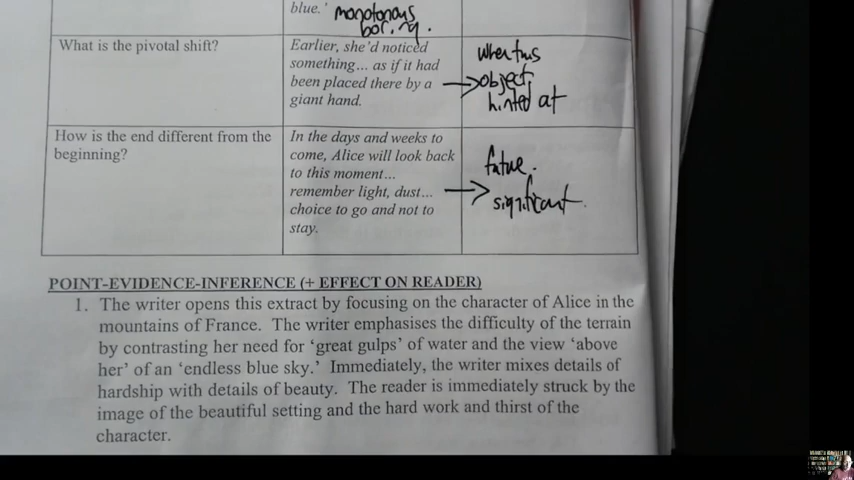 blue.'
monotonous
boring.
What is the pivotal shift?
Earlier, she'd noticed
something... as if it had
been placed there by a
giant hand.
when this
object
hinted at
How is the end different from the
beginning?
In the days and weeks to
come, Alice will look back
to this moment...
remember light, dust...
choice to go and not to
stay.
future.
significant.
POINT-EVIDENCE-INFERENCE (+ EFFECT ON READER)
1. The writer opens this extract by focusing on the character of Alice in the
mountains of France. The writer emphasises the difficulty of the terrain
by contrasting her need for 'great gulps' of water and the view 'above
her' of an 'endless blue sky.' Immediately, the writer mixes details of
hardship with details of beauty. The reader is immediately struck by the
image of the beautiful setting and the hard work and thirst of the
character.